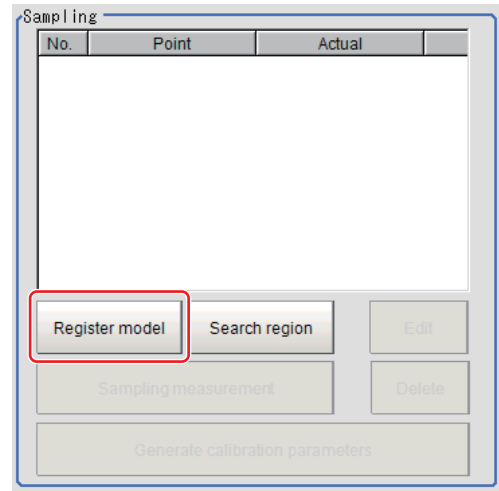 Sampling
No. Point Actual
Register model Search region Edit
Sampling measurement Delete
Generate calibration parameters